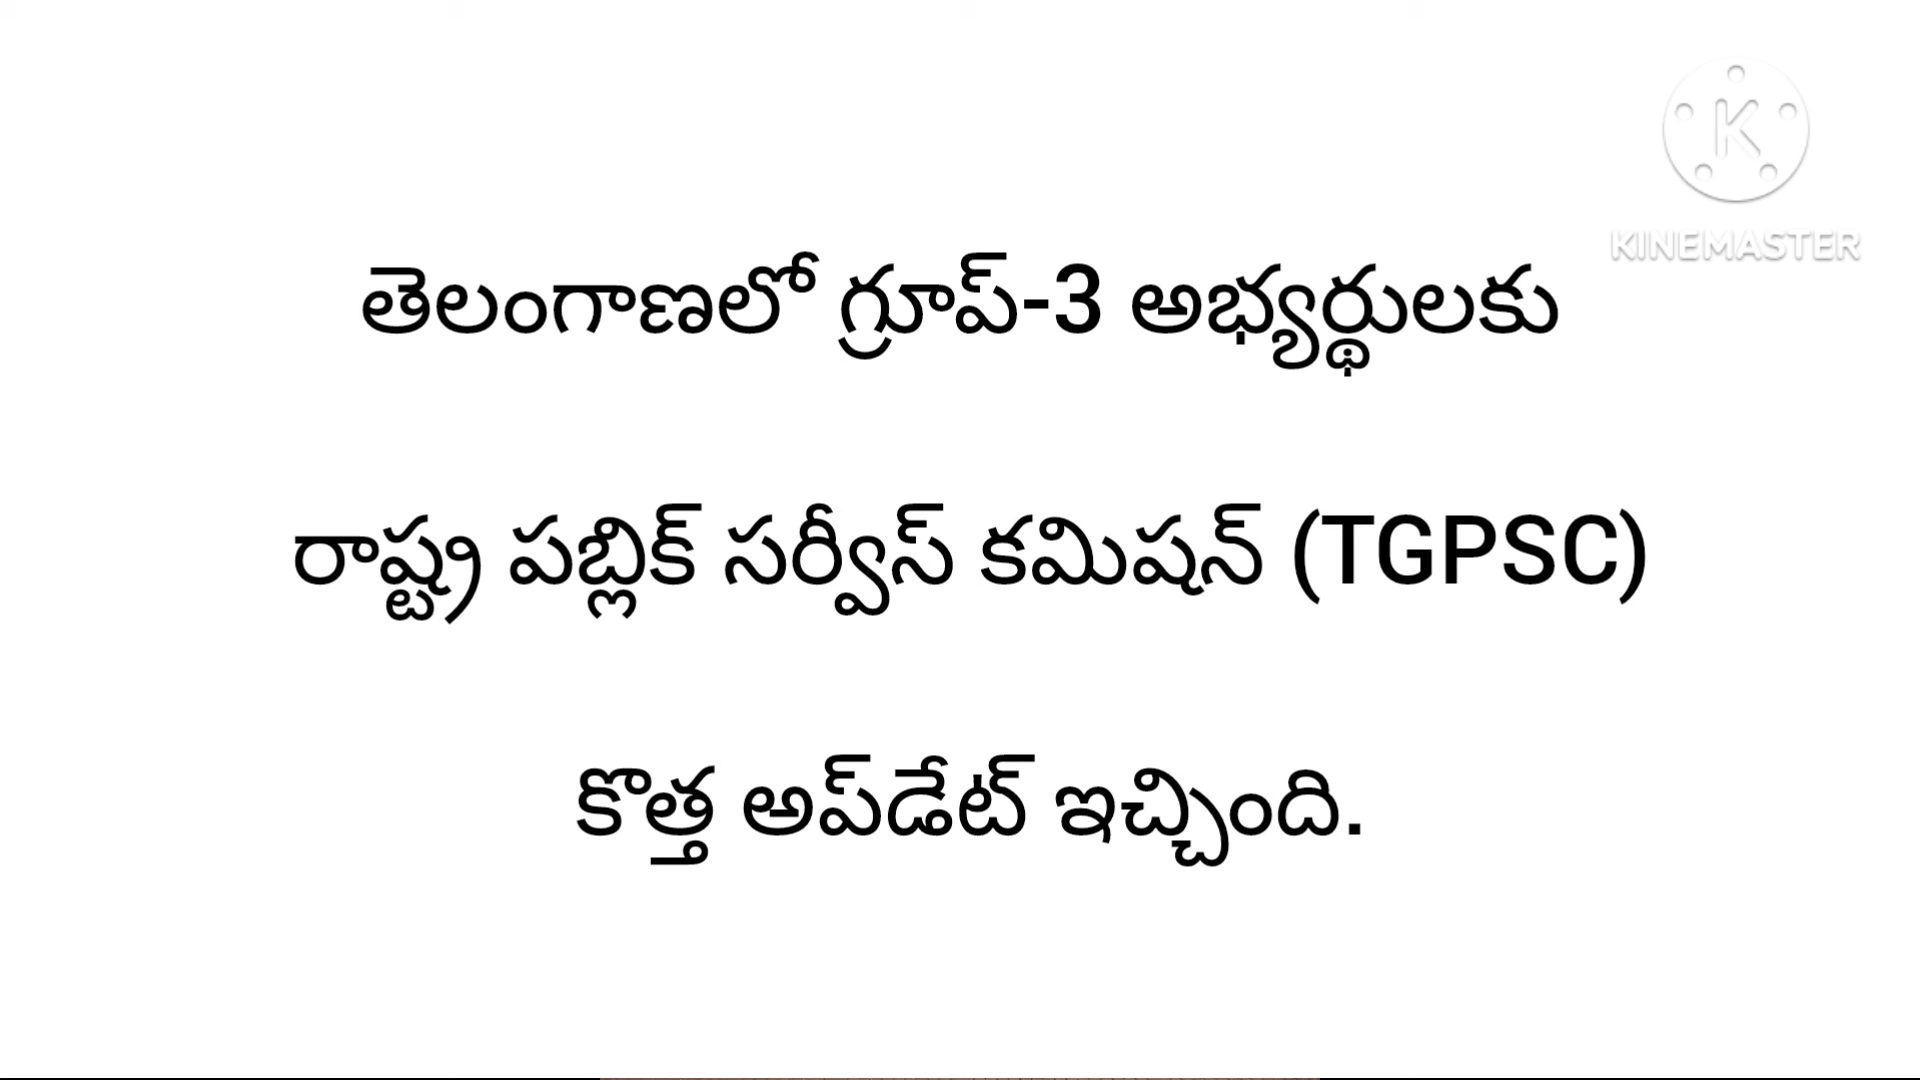 K
KINEMASTER
తెలంగాణలో గ్రూప్-3 అభ్యర్థులకు
రాష్ట్ర పబ్లిక్ సర్వీస్ కమిషన్ (TGPSC)
కొత్త అప్‌డేట్ ఇచ్చింది.